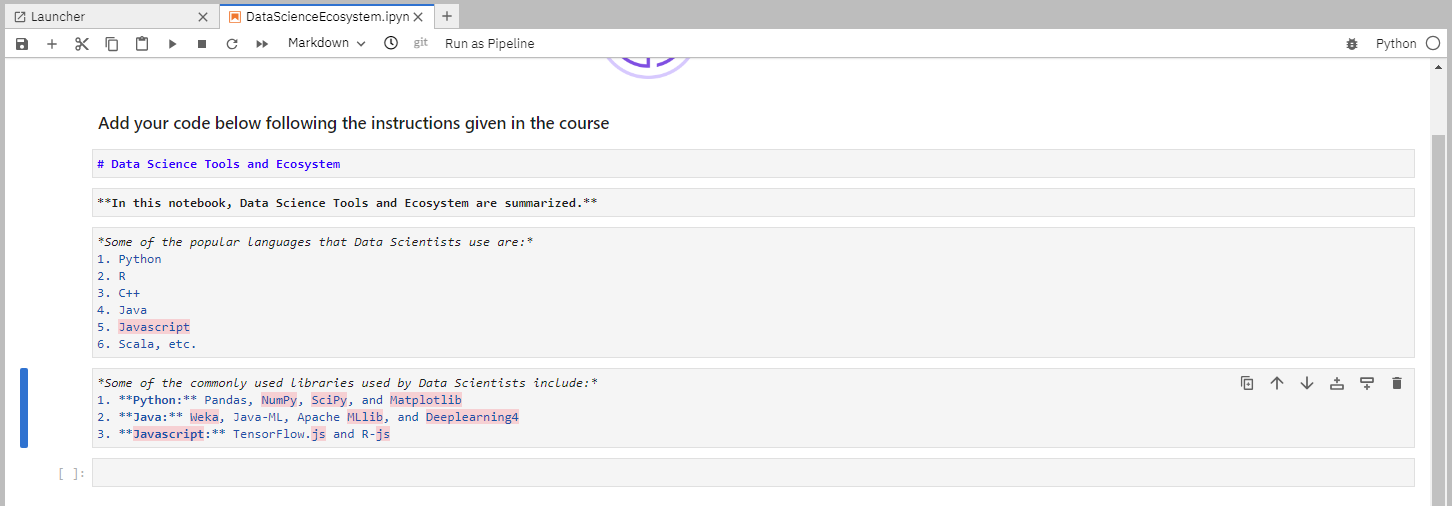 Launcher
DataScienceEcosystem.ipyn
Markdown git Run as Pipeline Python
Add your code below following the instructions given in the course
# Data Science Tools and Ecosystem
**In this notebook, Data Science Tools and Ecosystem are summarized.**
*Some of the popular languages that Data Scientists use are:*
1. Python
2. R
3. C++
4. Java
5. Javascript
6. Scala, etc.
*Some of the commonly used libraries used by Data Scientists include:*
1. **Python:** Pandas, NumPy, SciPy, and Matplotlib
2. **Java:** Weka, Java-ML, Apache MLlib, and Deeplearning4
3. **Javascript:** TensorFlow.js and R-js
[ ]: